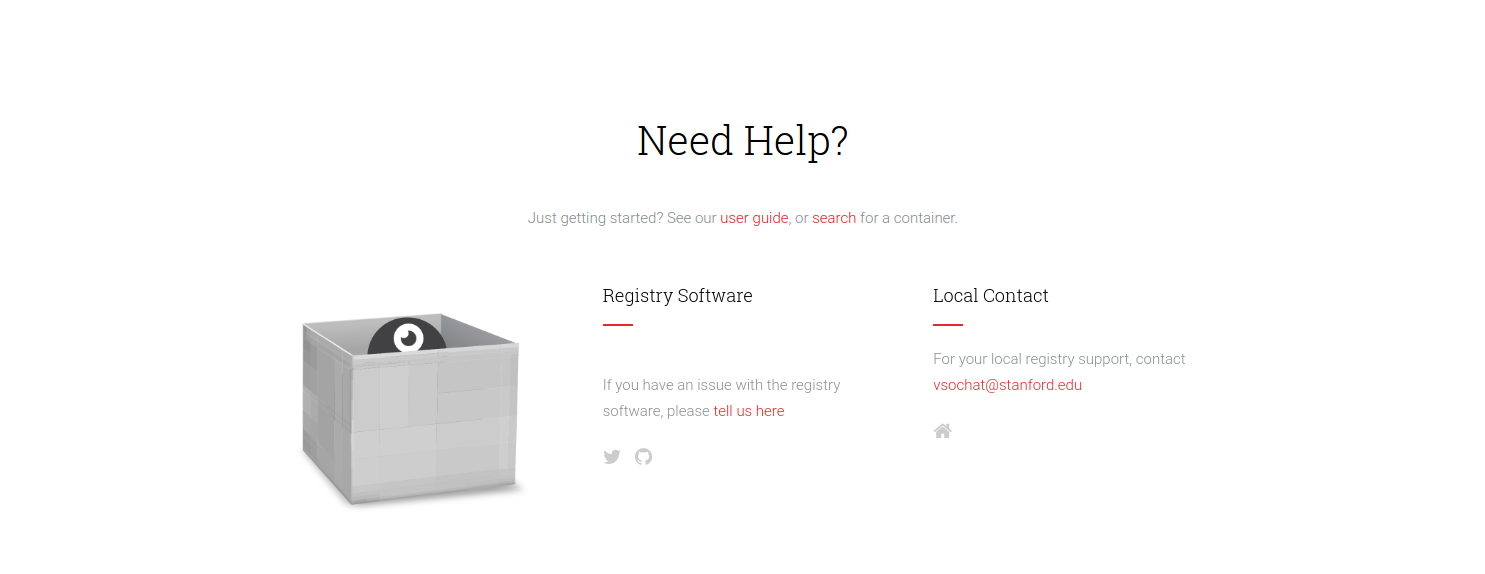 Need Help?
Just getting started? See our user guide, or search for a container.
Registry Software
If you have an issue with the registry
software, please tell us here
Local Contact
For your local registry support, contact
vsochat@stanford.edu